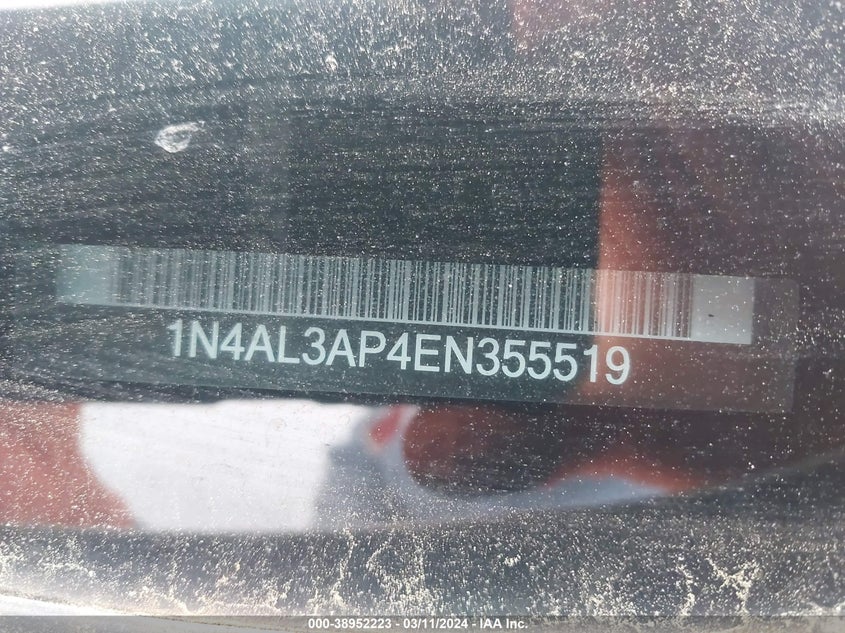 1N4AL3AP4EN355519
000-38952223 - 03/11/2024 - IAA Inc.